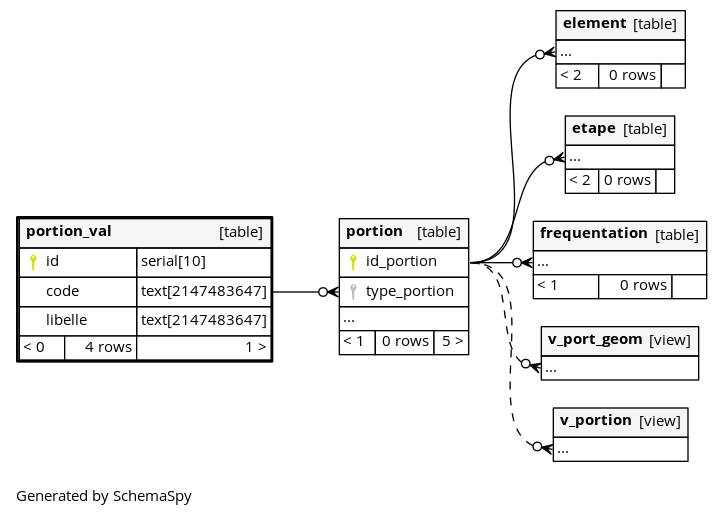 element [table]
...
< 2 0 rows
etape [table]
...
< 2 0 rows
portion_val [table]
id serial[10]
code text[2147483647]
libelle text[2147483647]
< 0 4 rows 1 >
portion [table]
id_portion
type_portion
...
< 1 0 rows 5 >
frequentation [table]
...
< 1 0 rows
v_port_geom [view]
...
v_portion [view]
...
Generated by SchemaSpy